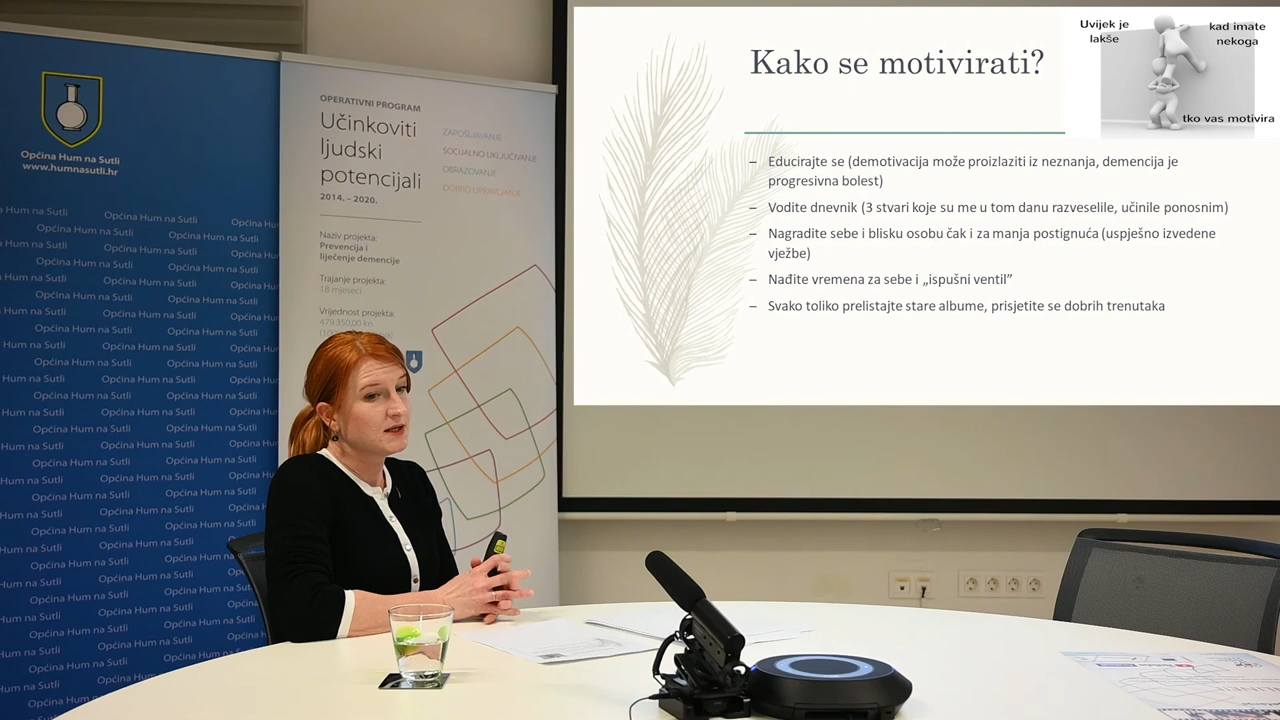 Općina Hum na Sutli
www.humnasutli.hr
OPERATIVNI PROGRAM
Učinkoviti
ljudski
potencijali
2014. – 2020.
ZAPOŠLJAVANJE
SOCIJALNO UKLJUČIVANJE
OBRAZOVANJE
DOBRO UPRAVLJANJE
Naziv projekta:
Prevencija i
liječenje demencije
Trajanje projekta:
18 mjeseci
Vrijednost projekta:
479.350,00 kn
Kako se motivirati?
Uvijek je
lakše
kad imate
nekoga
tko vas motivira
– Educirajte se (demotivacija može proizlaziti iz neznanja, demencija je
progresivna bolest)
– Vodite dnevnik (3 stvari koje su me u tom danu razveselile, učinile ponosnim)
– Nagradite sebe i blisku osobu čak i za manja postignuća (uspješno izvedene
vježbe)
– Nađite vremena za sebe i „ispušni ventil”
– Svako toliko prelistajte stare albume, prisjetite se dobrih trenutaka